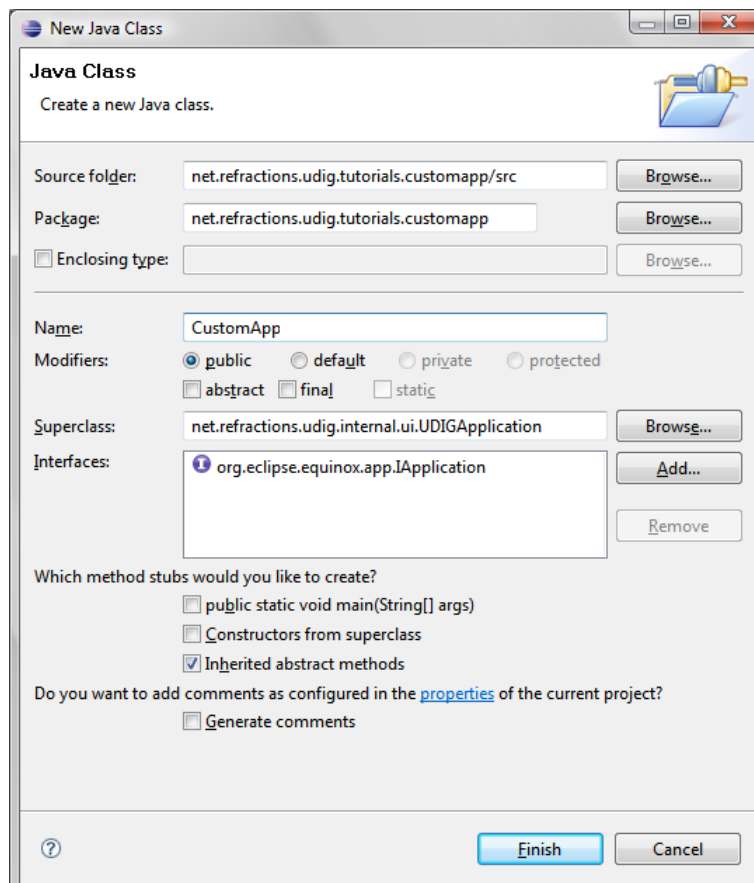 New Java Class
Java Class
Create a new Java class.
Source folder: net.refractions.udig.tutorials.customapp/src Browse...
Package: net.refractions.udig.tutorials.customapp Browse...
Enclosing type: Browse...
Name: CustomApp
Modifiers: public default private protected
abstract final static
Superclass: net.refractions.udig.internal.ui.UDIGApplication Browse...
Interfaces: org.eclipse.equinox.app.IApplication Add...
Remove
Which method stubs would you like to create?
public static void main(String[] args)
Constructors from superclass
Inherited abstract methods
Do you want to add comments as configured in the properties of the current project?
Generate comments
Finish Cancel